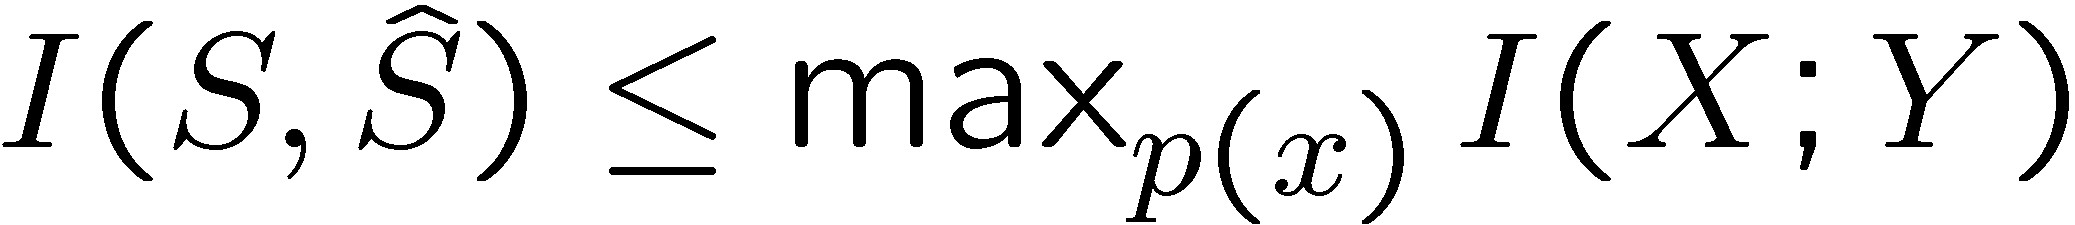 I(S, Ŝ) ≤ max_{p(x)} I(X; Y)